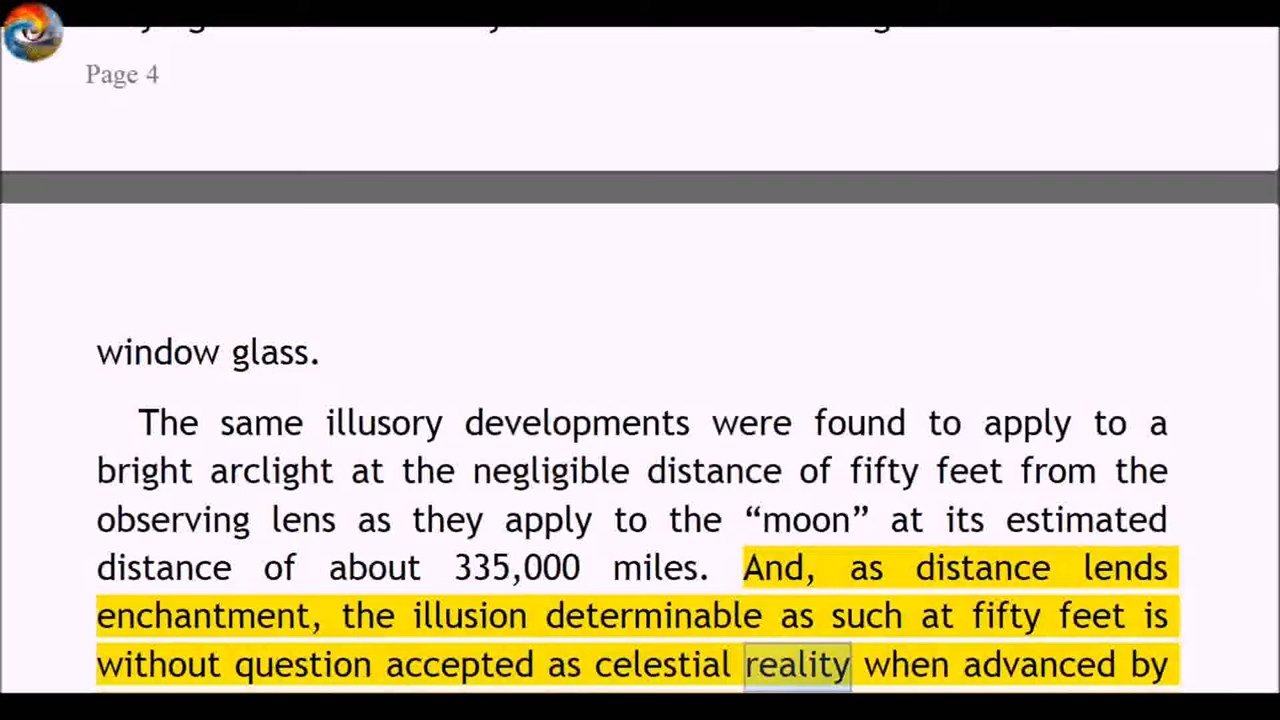 Page 4
window glass.
The same illusory developments were found to apply to a
bright arclight at the negligible distance of fifty feet from the
observing lens as they apply to the “moon” at its estimated
distance of about 335,000 miles. And, as distance lends
enchantment, the illusion determinable as such at fifty feet is
without question accepted as celestial reality when advanced by